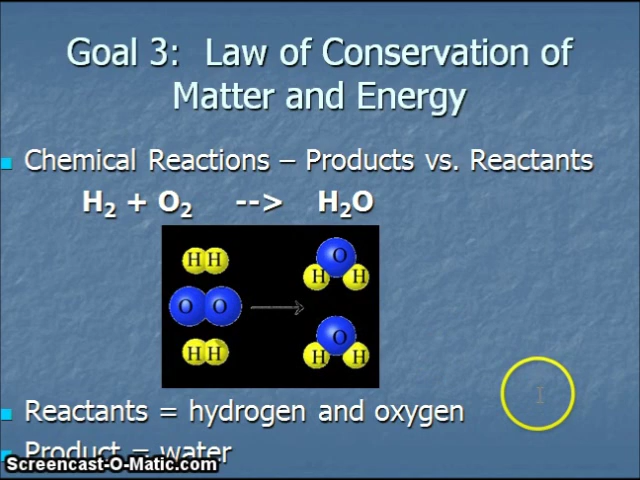 Goal 3: Law of Conservation of
Matter and Energy
Chemical Reactions – Products vs. Reactants
H₂ + O₂ --> H₂O
H H
O
H H
O O
H H
O
H H
Reactants = hydrogen and oxygen
Product = water
Screencast-O-Matic.com